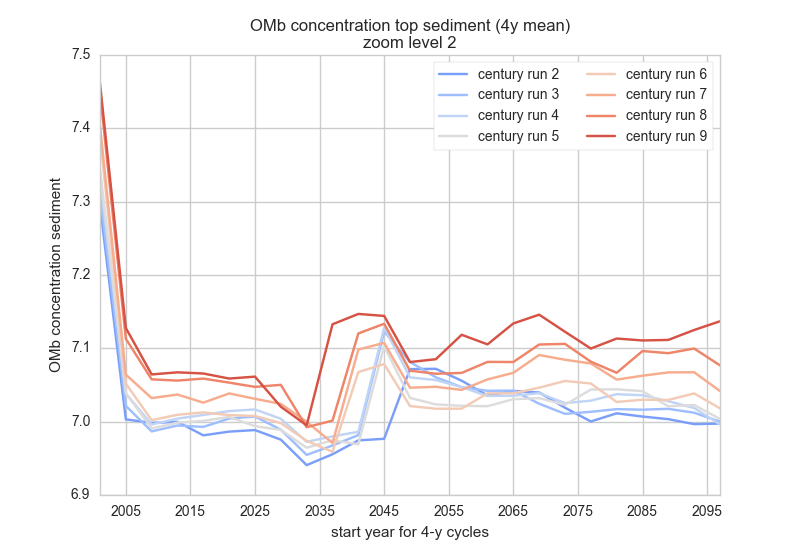 OMb concentration top sediment (4y mean)
zoom level 2
7.5
7.4
7.3
7.2
7.1
7.0
6.9
OMb concentration sediment
century run 2
century run 3
century run 4
century run 5
century run 6
century run 7
century run 8
century run 9
2005 2015 2025 2035 2045 2055 2065 2075 2085 2095
start year for 4-y cycles